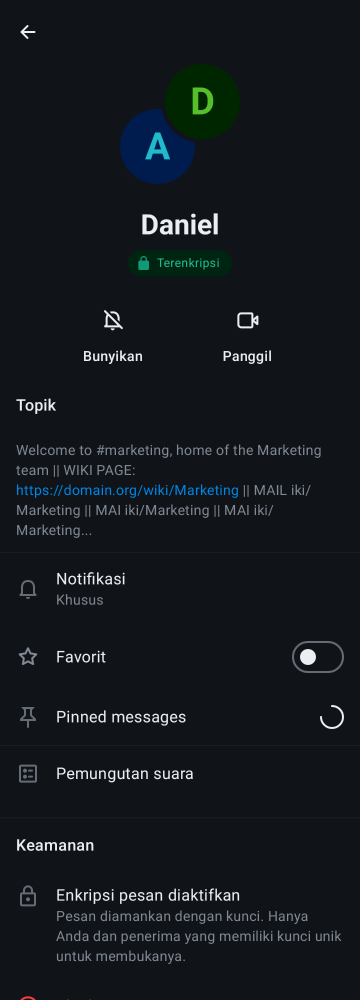 D
A
Daniel
Terenkripsi
Bunyikan
Panggil
Topik
Welcome to #marketing, home of the Marketing
team || WIKI PAGE:
https://domain.org/wiki/Marketing || MAIL iki/
Marketing || MAI iki/Marketing || MAI iki/
Marketing...
Notifikasi
Khusus
Favorit
Pinned messages
Pemungutan suara
Keamanan
Enkripsi pesan diaktifkan
Pesan diamankan dengan kunci. Hanya
Anda dan penerima yang memiliki kunci unik
untuk membukanya.